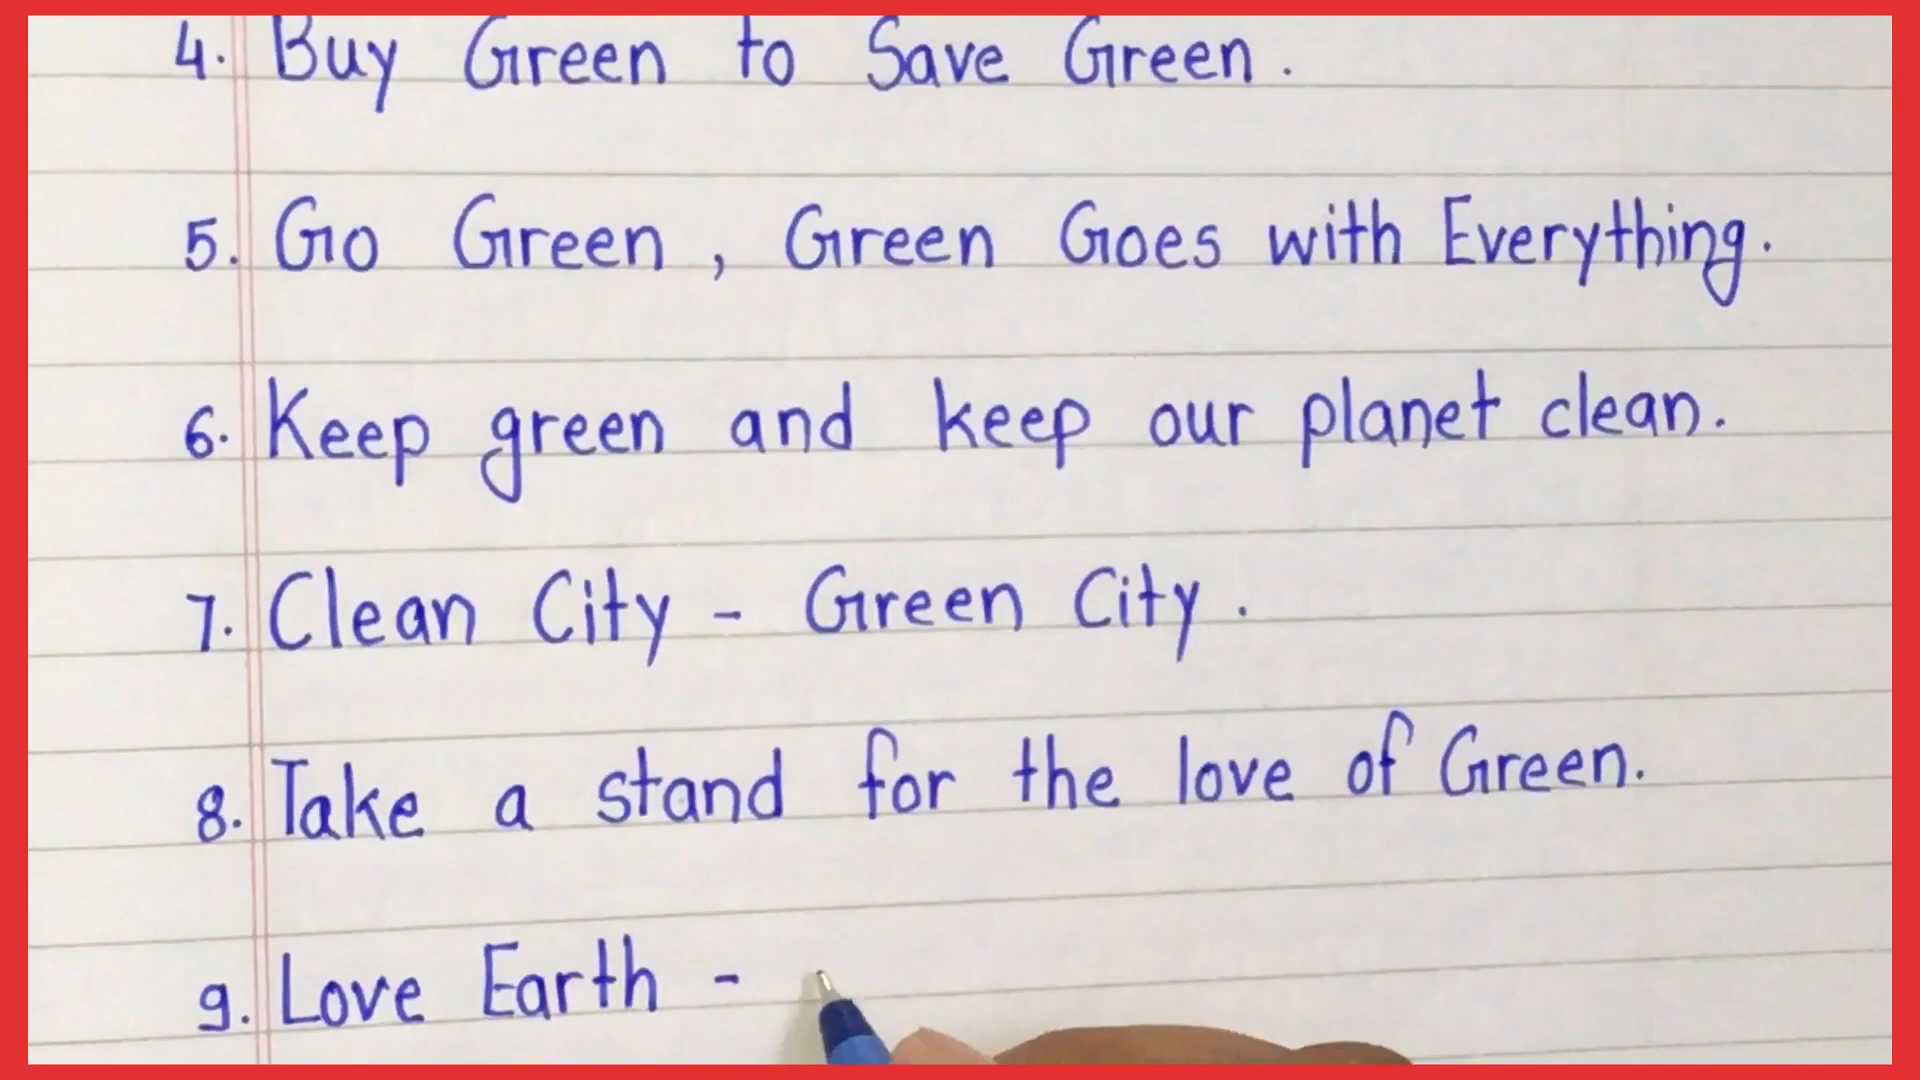 4. Buy Green to Save Green.
5. Go Green, Green Goes with Everything.
6. Keep green and keep our planet clean.
7. Clean City - Green City.
8. Take a stand for the love of Green.
9. Love Earth -